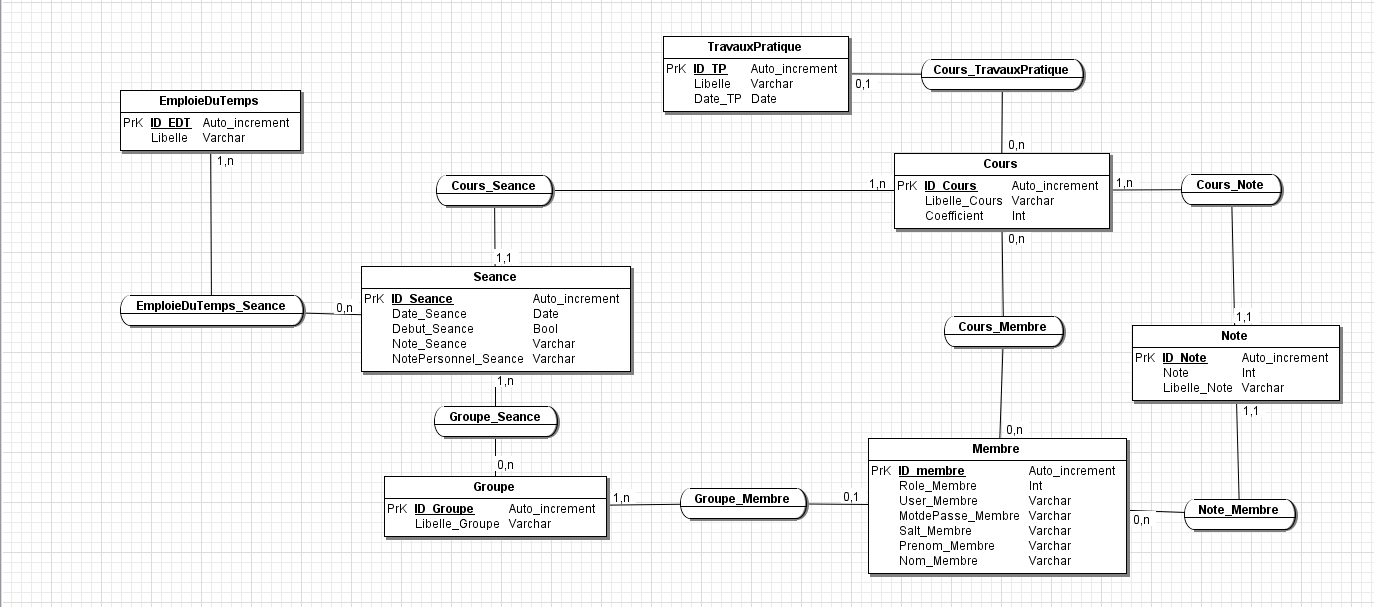 TravauxPratique
PrK ID_TP Auto_increment
Libelle Varchar
Date_TP Date
0,1
Cours_TravauxPratique
0,n
EmploieDuTemps
PrK ID_EDT Auto_increment
Libelle Varchar
1,n
Cours_Seance
1,n
Cours
PrK ID_Cours Auto_increment
Libelle_Cours Varchar
Coefficient Int
1,n
Cours_Note
0,n
1,1
Seance
PrK ID_Seance Auto_increment
Date_Seance Date
Debut_Seance Bool
Note_Seance Varchar
NotePersonnel_Seance Varchar
EmploieDuTemps_Seance
0,n
Cours_Membre
1,1
Note
PrK ID_Note Auto_increment
Note Int
Libelle_Note Varchar
1,1
1,n
Groupe_Seance
0,n
0,n
Groupe
PrK ID_Groupe Auto_increment
Libelle_Groupe Varchar
1,n
Groupe_Membre
0,1
Membre
PrK ID_membre Auto_increment
Role_Membre Int
User_Membre Varchar
MotdePasse_Membre Varchar
Salt_Membre Varchar
Prenom_Membre Varchar
Nom_Membre Varchar
0,n
Note_Membre